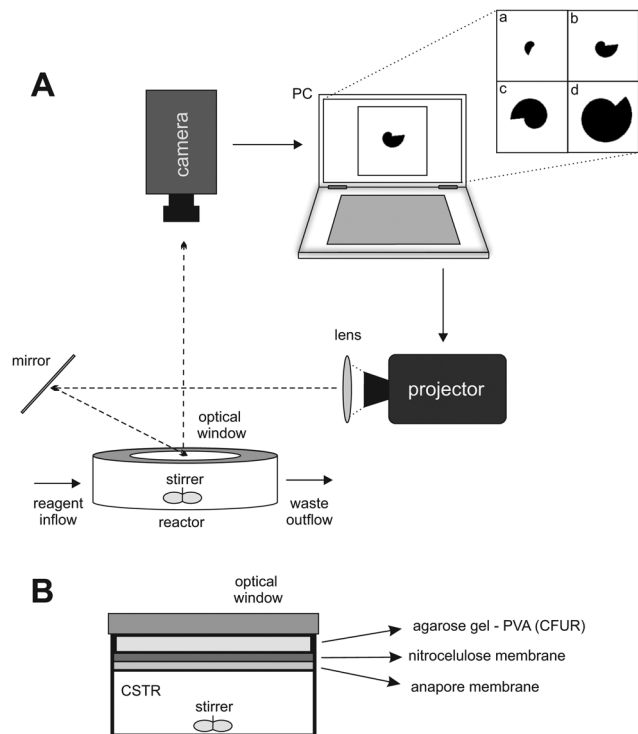 A
camera
PC
a
b
c
d
lens
mirror
projector
optical
window
stirrer
reagent
inflow
reactor
waste
outflow
B
optical
window
agarose gel - PVA (CFUR)
nitrocelulose membrane
anapore membrane
CSTR
stirrer